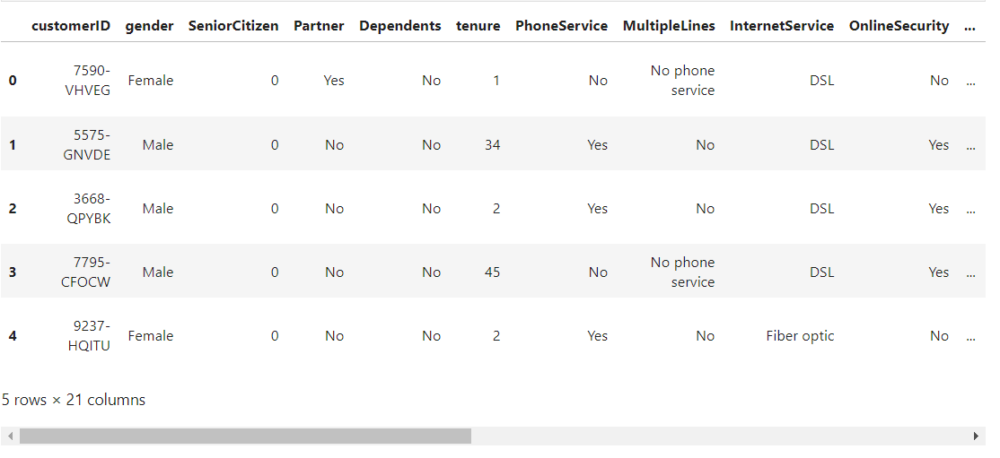 customerID gender SeniorCitizen Partner Dependents tenure PhoneService MultipleLines InternetService OnlineSecurity ...
0 7590-VHVEG Female 0 Yes No 1 No No phone service DSL No ...
1 5575-GNVDE Male 0 No No 34 Yes No DSL Yes ...
2 3668-QPYBK Male 0 No No 2 Yes No DSL Yes ...
3 7795-CFOCW Male 0 No No 45 No No phone service DSL Yes ...
4 9237-HQITU Female 0 No No 2 Yes No Fiber optic No ...
5 rows × 21 columns